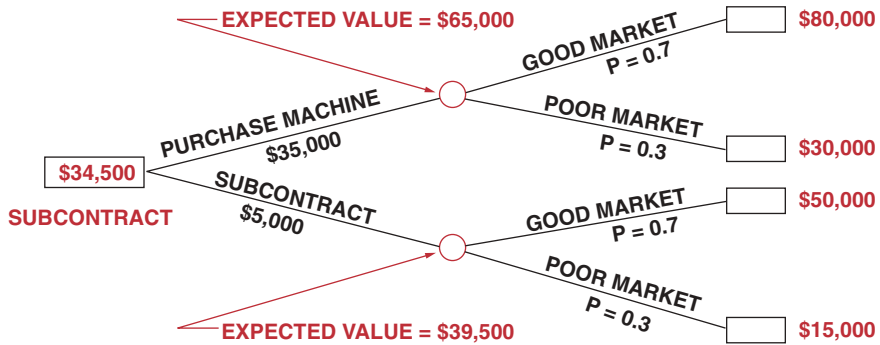 EXPECTED VALUE = $65,000
GOOD MARKET
P = 0.7
$80,000
PURCHASE MACHINE
$35,000
POOR MARKET
P = 0.3
$30,000
$34,500
SUBCONTRACT
SUBCONTRACT
$5,000
GOOD MARKET
P = 0.7
$50,000
POOR MARKET
P = 0.3
$15,000
EXPECTED VALUE = $39,500